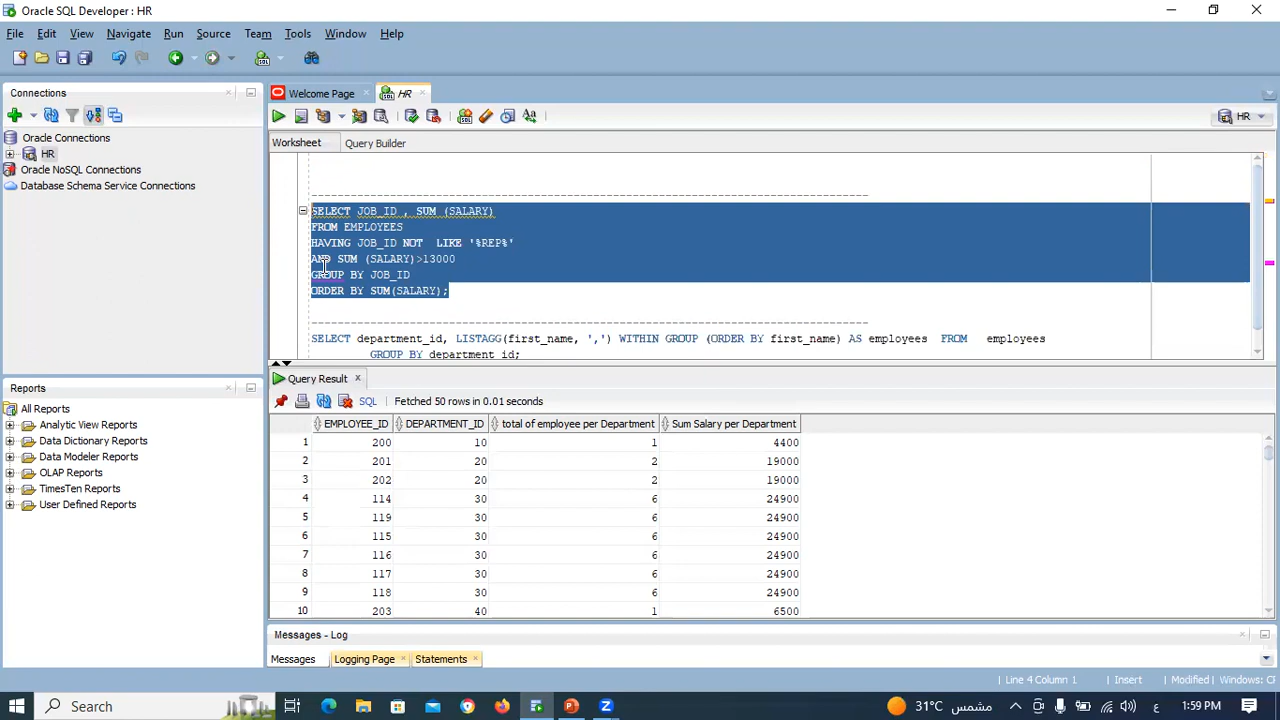 Oracle SQL Developer : HR
File Edit View Navigate Run Source Team Tools Window Help
Connections
Oracle Connections
HR
Oracle NoSQL Connections
Database Schema Service Connections
Reports
All Reports
Analytic View Reports
Data Dictionary Reports
Data Modeler Reports
OLAP Reports
TimesTen Reports
User Defined Reports
Welcome Page HR
HR
Worksheet Query Builder
--------------------------------------------------------------------------------------
SELECT JOB_ID , SUM (SALARY)
FROM EMPLOYEES
HAVING JOB_ID NOT LIKE '%REP%'
AND SUM (SALARY)>13000
GROUP BY JOB_ID
ORDER BY SUM(SALARY);
--------------------------------------------------------------------------------------
SELECT department_id, LISTAGG(first_name, ',') WITHIN GROUP (ORDER BY first_name) AS employees FROM employees
GROUP BY department_id;
Query Result
SQL Fetched 50 rows in 0.01 seconds
EMPLOYEE_ID DEPARTMENT_ID total of employee per Department Sum Salary per Department
1 200 10 1 4400
2 201 20 2 19000
3 202 20 2 19000
4 114 30 6 24900
5 119 30 6 24900
6 115 30 6 24900
7 116 30 6 24900
8 117 30 6 24900
9 118 30 6 24900
10 203 40 1 6500
Messages - Log
Messages Logging Page Statements
Line 4 Column 1 Insert Modified Windows: CF
Search
31°C مشمس ع 1:59 PM